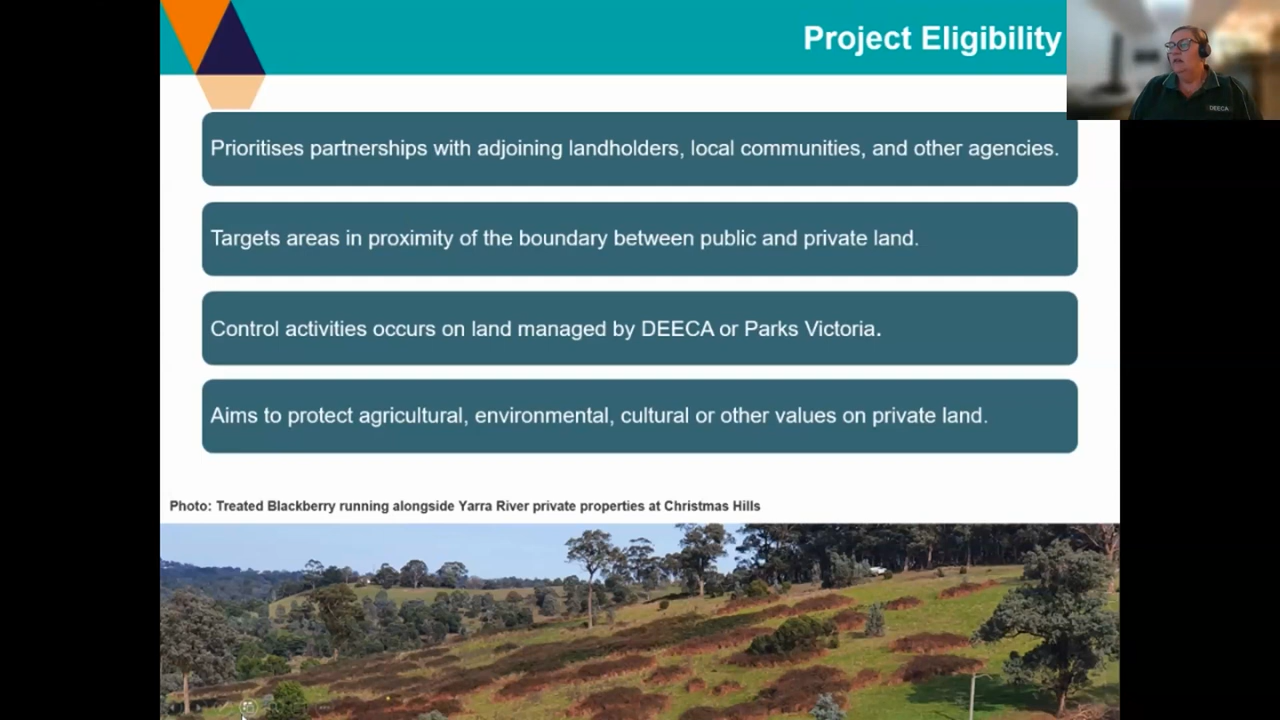 Project Eligibility
DEECA
Prioritises partnerships with adjoining landholders, local communities, and other agencies.
Targets areas in proximity of the boundary between public and private land.
Control activities occurs on land managed by DEECA or Parks Victoria.
Aims to protect agricultural, environmental, cultural or other values on private land.
Photo: Treated Blackberry running alongside Yarra River private properties at Christmas Hills